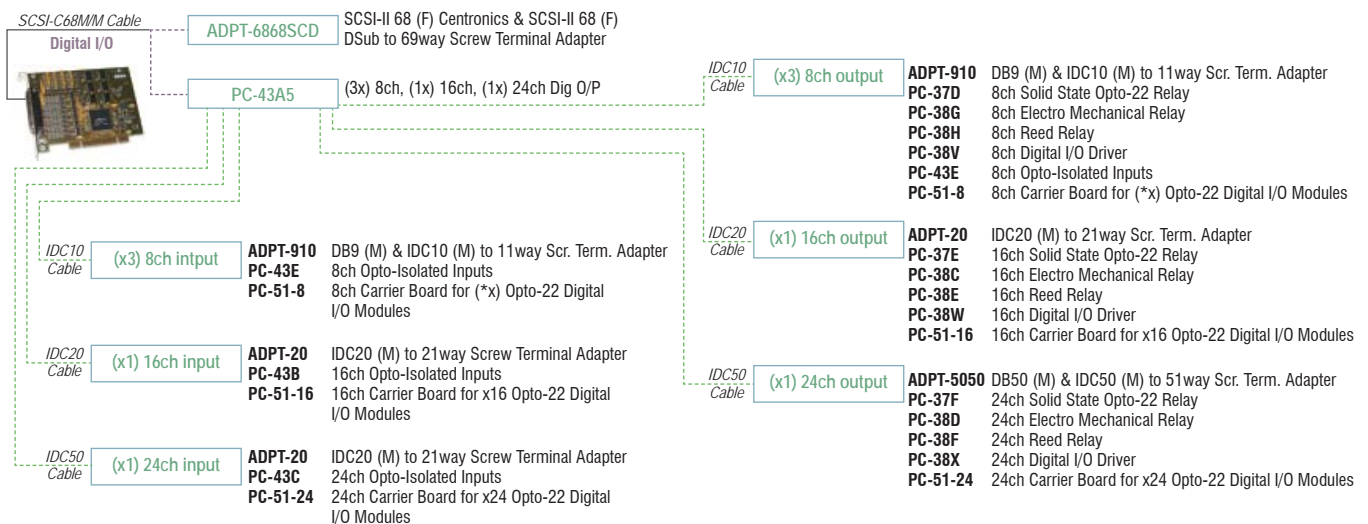 SCSI-C68M/M Cable
Digital I/O
ADPT-6868SCD
SCSI-II 68 (F) Centronics & SCSI-II 68 (F)
DSub to 69way Screw Terminal Adapter
PC-43A5
(3x) 8ch, (1x) 16ch, (1x) 24ch Dig O/P
IDC10
Cable
(x3) 8ch intput
ADPT-910 DB9 (M) & IDC10 (M) to 11way Scr. Term. Adapter
PC-43E 8ch Opto-Isolated Inputs
PC-51-8 8ch Carrier Board for (*x) Opto-22 Digital
I/O Modules
IDC20
Cable
(x1) 16ch input
ADPT-20 IDC20 (M) to 21way Screw Terminal Adapter
PC-43B 16ch Opto-Isolated Inputs
PC-51-16 16ch Carrier Board for x16 Opto-22 Digital
I/O Modules
IDC50
Cable
(x1) 24ch input
ADPT-20 IDC20 (M) to 21way Screw Terminal Adapter
PC-43C 24ch Opto-Isolated Inputs
PC-51-24 24ch Carrier Board for x24 Opto-22 Digital
I/O Modules
IDC10
Cable
(x3) 8ch output
ADPT-910 DB9 (M) & IDC10 (M) to 11way Scr. Term. Adapter
PC-37D 8ch Solid State Opto-22 Relay
PC-38G 8ch Electro Mechanical Relay
PC-38H 8ch Reed Relay
PC-38V 8ch Digital I/O Driver
PC-43E 8ch Opto-Isolated Inputs
PC-51-8 8ch Carrier Board for (*x) Opto-22 Digital I/O Modules
IDC20
Cable
(x1) 16ch output
ADPT-20 IDC20 (M) to 21way Scr. Term. Adapter
PC-37E 16ch Solid State Opto-22 Relay
PC-38C 16ch Electro Mechanical Relay
PC-38E 16ch Reed Relay
PC-38W 16ch Digital I/O Driver
PC-51-16 16ch Carrier Board for x16 Opto-22 Digital I/O Modules
IDC50
Cable
(x1) 24ch output
ADPT-5050 DB50 (M) & IDC50 (M) to 51way Scr. Term. Adapter
PC-37F 24ch Solid State Opto-22 Relay
PC-38D 24ch Electro Mechanical Relay
PC-38F 24ch Reed Relay
PC-38X 24ch Digital I/O Driver
PC-51-24 24ch Carrier Board for x24 Opto-22 Digital I/O Modules